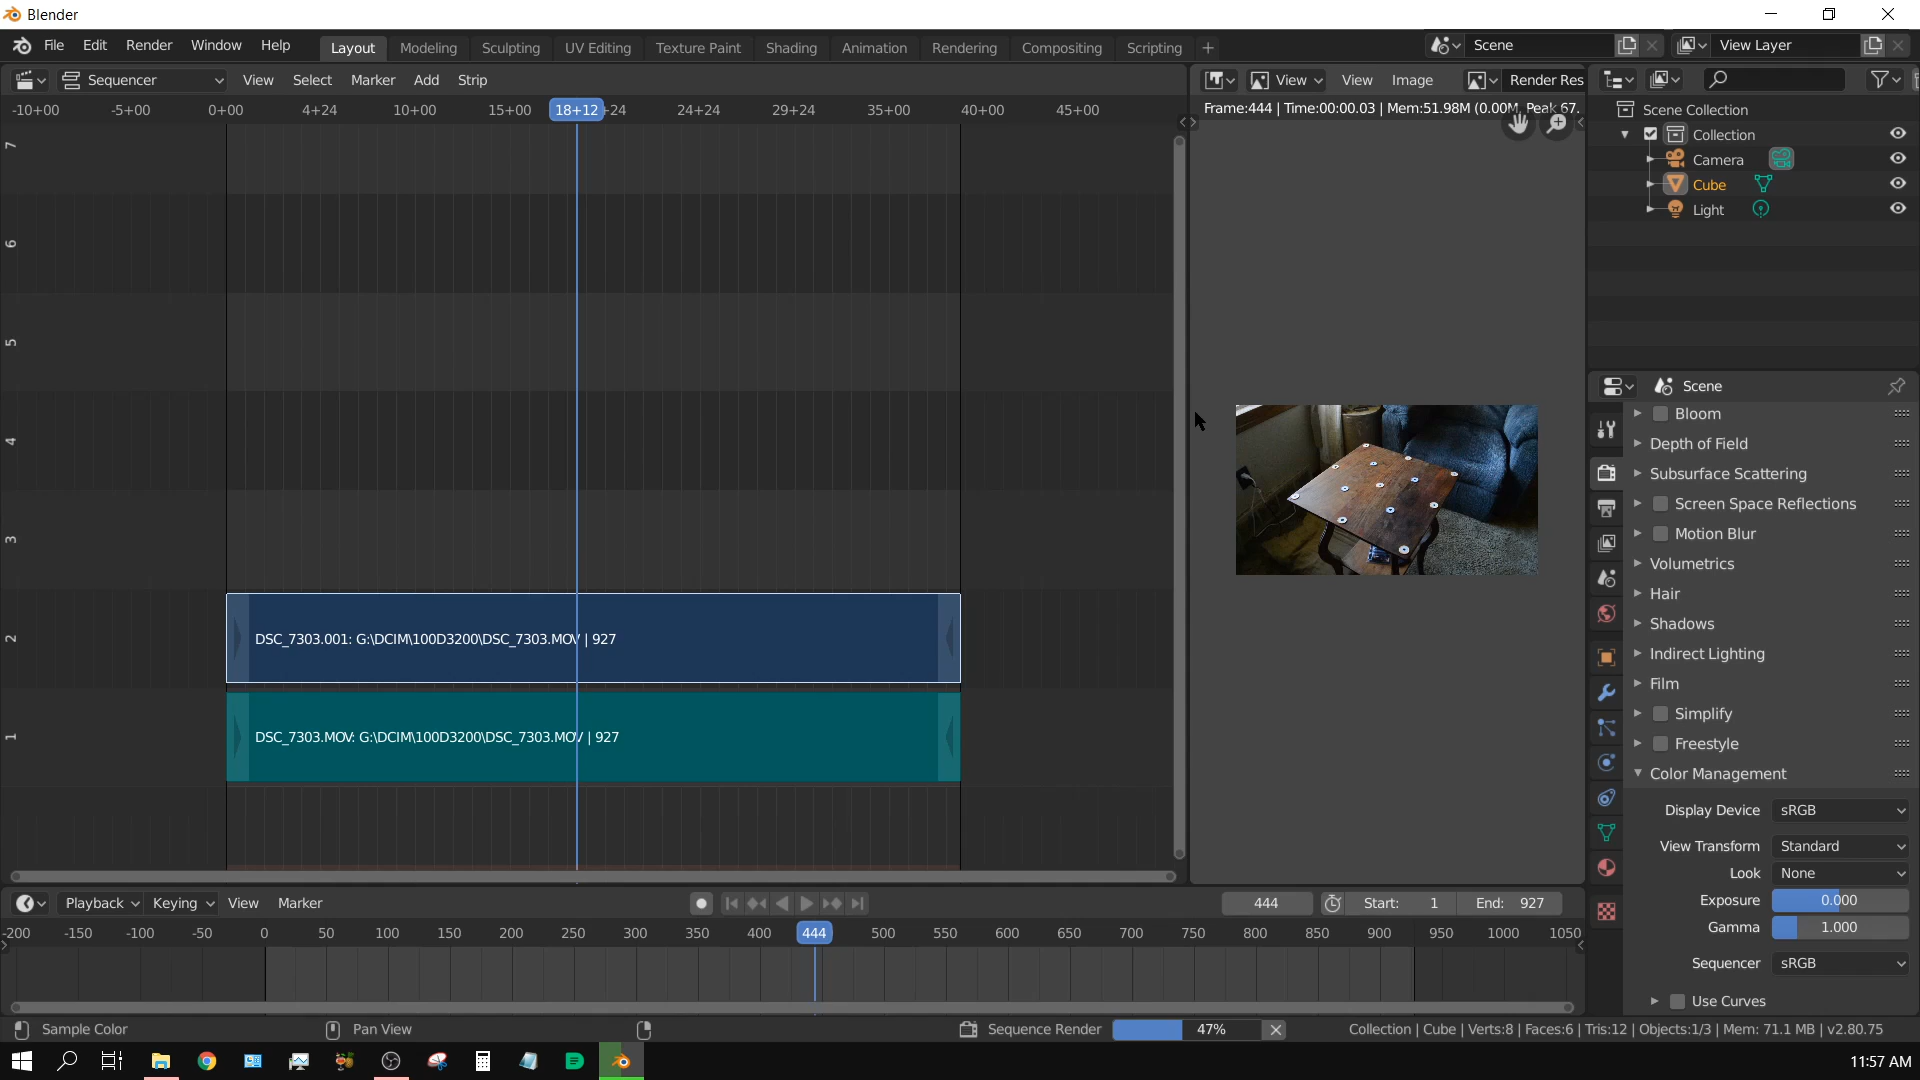 Blender
File Edit Render Window Help Layout Modeling Sculpting UV Editing Texture Paint Shading Animation Rendering Compositing Scripting + Scene View Layer
Sequencer View Select Marker Add Strip
View View Image Render Res
-10+00 -5+00 0+00 4+24 10+00 15+00 18+12 +24 24+24 29+24 35+00 40+00 45+00
Frame:444 | Time:00:00.03 | Mem:51.98M (0.00M, Peak 67.
Scene Collection
Collection
Camera
Cube
Light
7
6
5
4
3
2
1
DSC_7303.001: G:\DCIM\100D3200\DSC_7303.MOV | 927
DSC_7303.MOV: G:\DCIM\100D3200\DSC_7303.MOV | 927
Scene
Bloom
Depth of Field
Subsurface Scattering
Screen Space Reflections
Motion Blur
Volumetrics
Hair
Shadows
Indirect Lighting
Film
Simplify
Freestyle
Color Management
Display Device sRGB
View Transform Standard
Look None
Exposure 0.000
Gamma 1.000
Sequencer sRGB
Use Curves
Playback Keying View Marker 444 Start: 1 End: 927
-200 -150 -100 -50 0 50 100 150 200 250 300 350 400 444 500 550 600 650 700 750 800 850 900 950 1000 1050
Sample Color Pan View Sequence Render 47% Collection | Cube | Verts:8 | Faces:6 | Tris:12 | Objects:1/3 | Mem: 71.1 MB | v2.80.75
11:57 AM